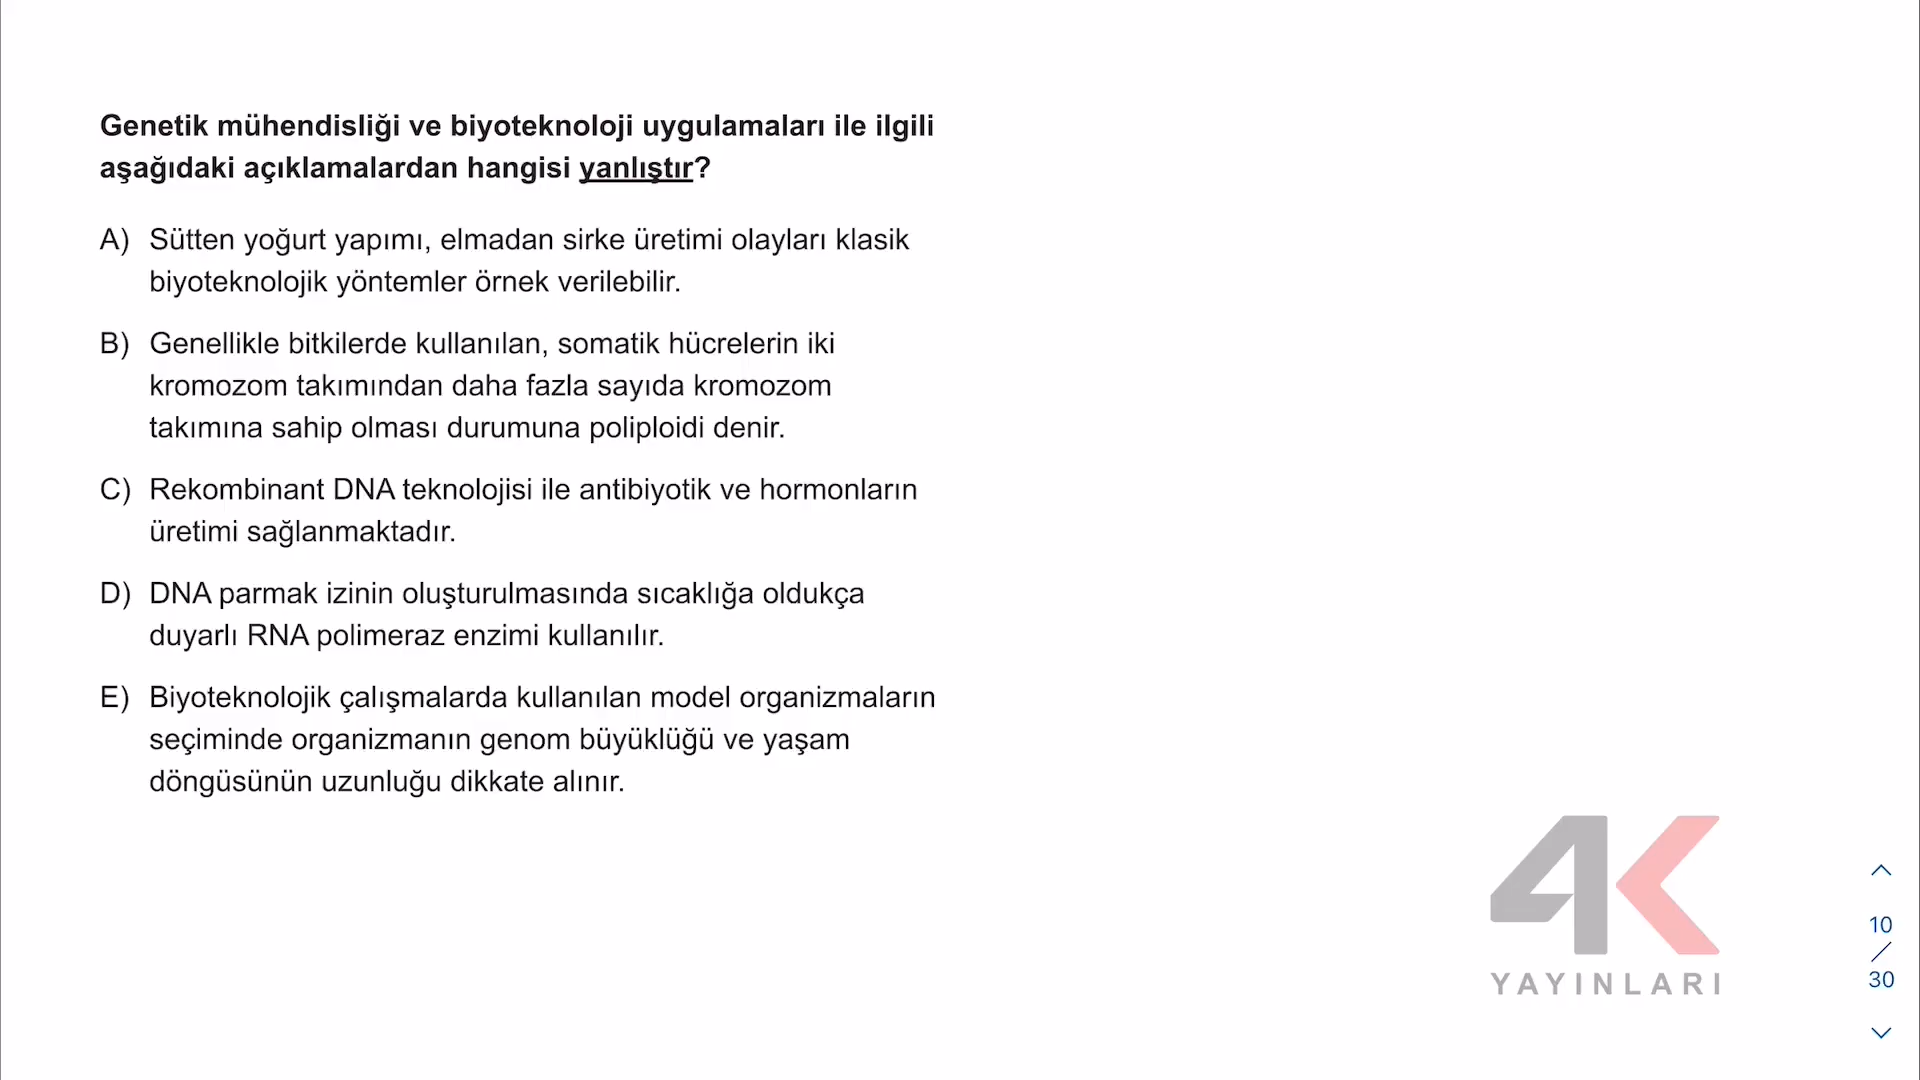 Genetik mühendisliği ve biyoteknoloji uygulamaları ile ilgili
aşağıdaki açıklamalardan hangisi yanlıştır?
A) Sütten yoğurt yapımı, elmadan sirke üretimi olayları klasik
biyoteknolojik yöntemler örnek verilebilir.
B) Genellikle bitkilerde kullanılan, somatik hücrelerin iki
kromozom takımından daha fazla sayıda kromozom
takımına sahip olması durumuna poliploidi denir.
C) Rekombinant DNA teknolojisi ile antibiyotik ve hormonların
üretimi sağlanmaktadır.
D) DNA parmak izinin oluşturulmasında sıcaklığa oldukça
duyarlı RNA polimeraz enzimi kullanılır.
E) Biyoteknolojik çalışmalarda kullanılan model organizmaların
seçiminde organizmanın genom büyüklüğü ve yaşam
döngüsünün uzunluğu dikkate alınır.
4K
YAYINLARI
10
/
30